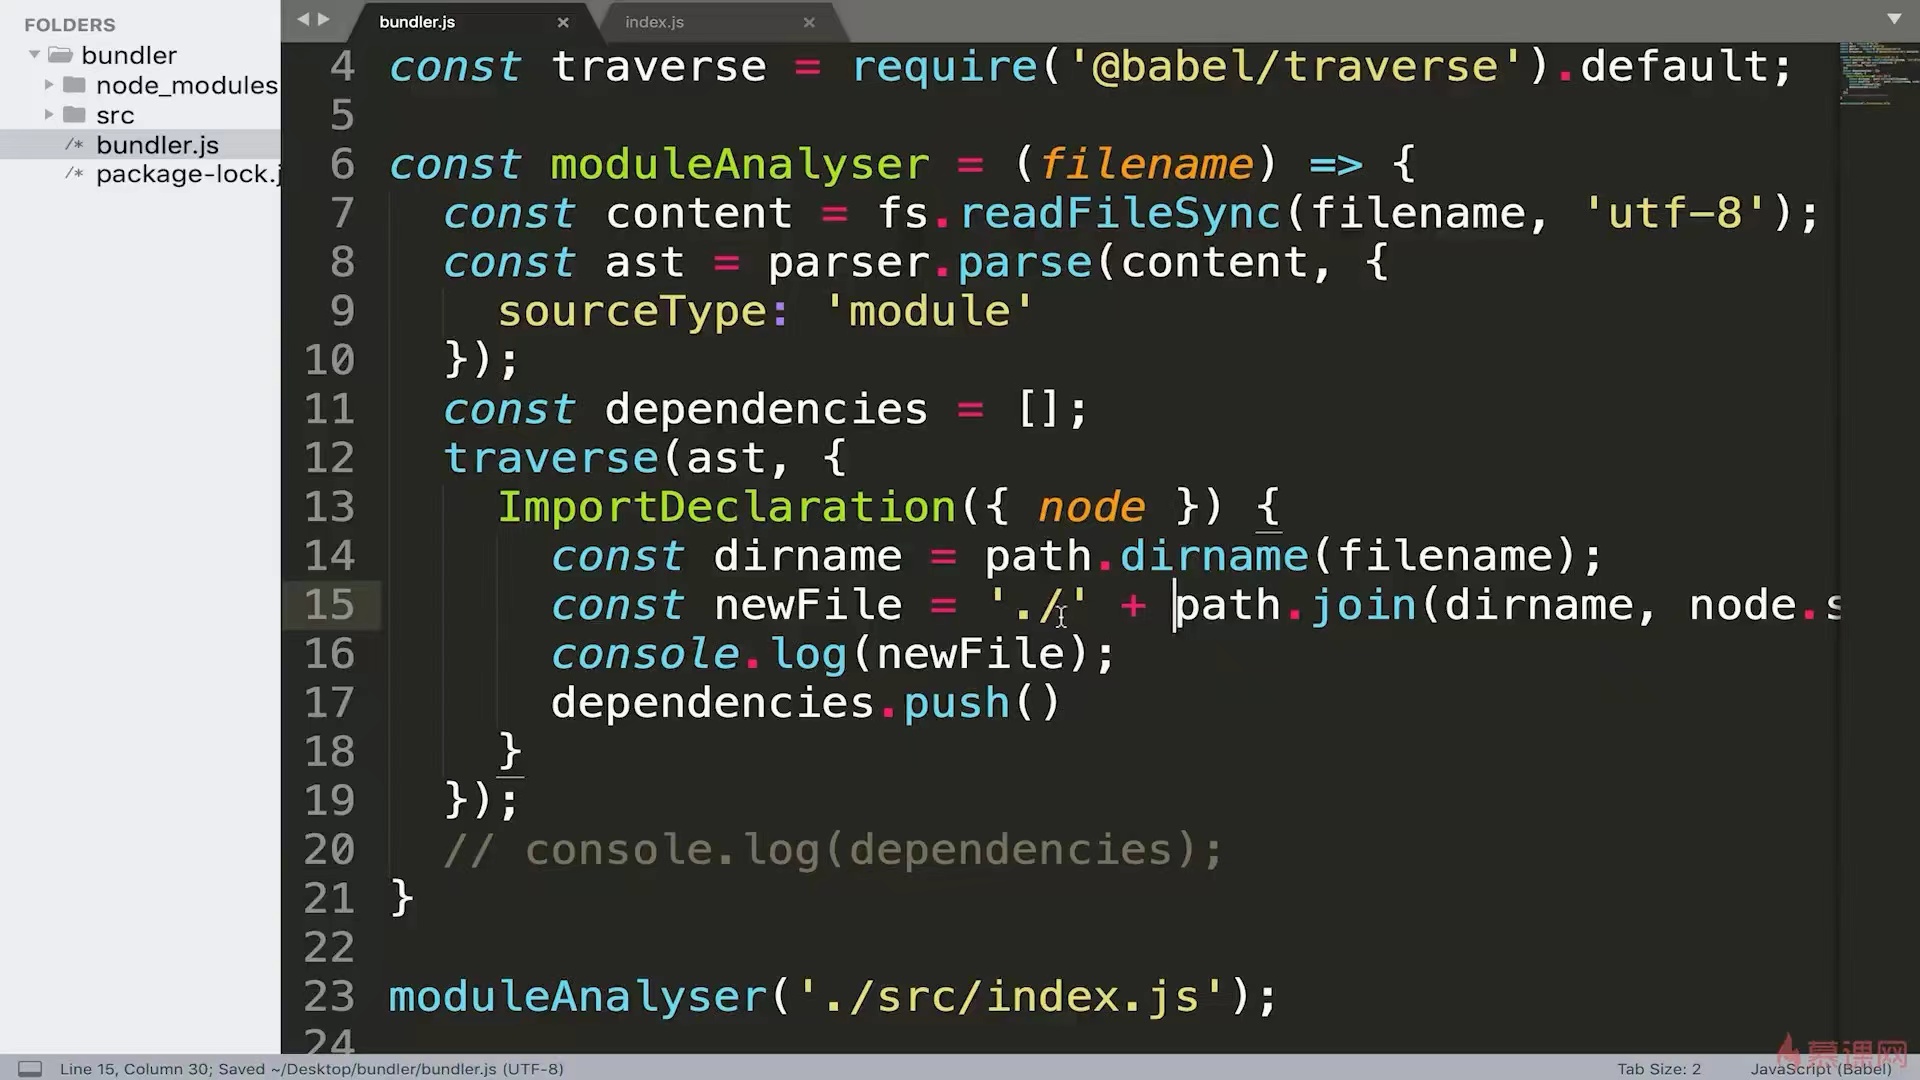 FOLDERS
bundler
node_modules
src
/* bundler.js
/* package-lock.j
bundler.js
index.js
4 const traverse = require('@babel/traverse').default;
5
6 const moduleAnalyser = (filename) => {
7 const content = fs.readFileSync(filename, 'utf-8');
8 const ast = parser.parse(content, {
9 sourceType: 'module'
10 });
11 const dependencies = [];
12 traverse(ast, {
13 ImportDeclaration({ node }) {
14 const dirname = path.dirname(filename);
15 const newFile = './' + path.join(dirname, node.s
16 console.log(newFile);
17 dependencies.push()
18 }
19 });
20 // console.log(dependencies);
21 }
22
23 moduleAnalyser('./src/index.js');
24
Line 15, Column 30; Saved ~/Desktop/bundler/bundler.js (UTF-8)
Tab Size: 2
JavaScript (Babel)
慕课网